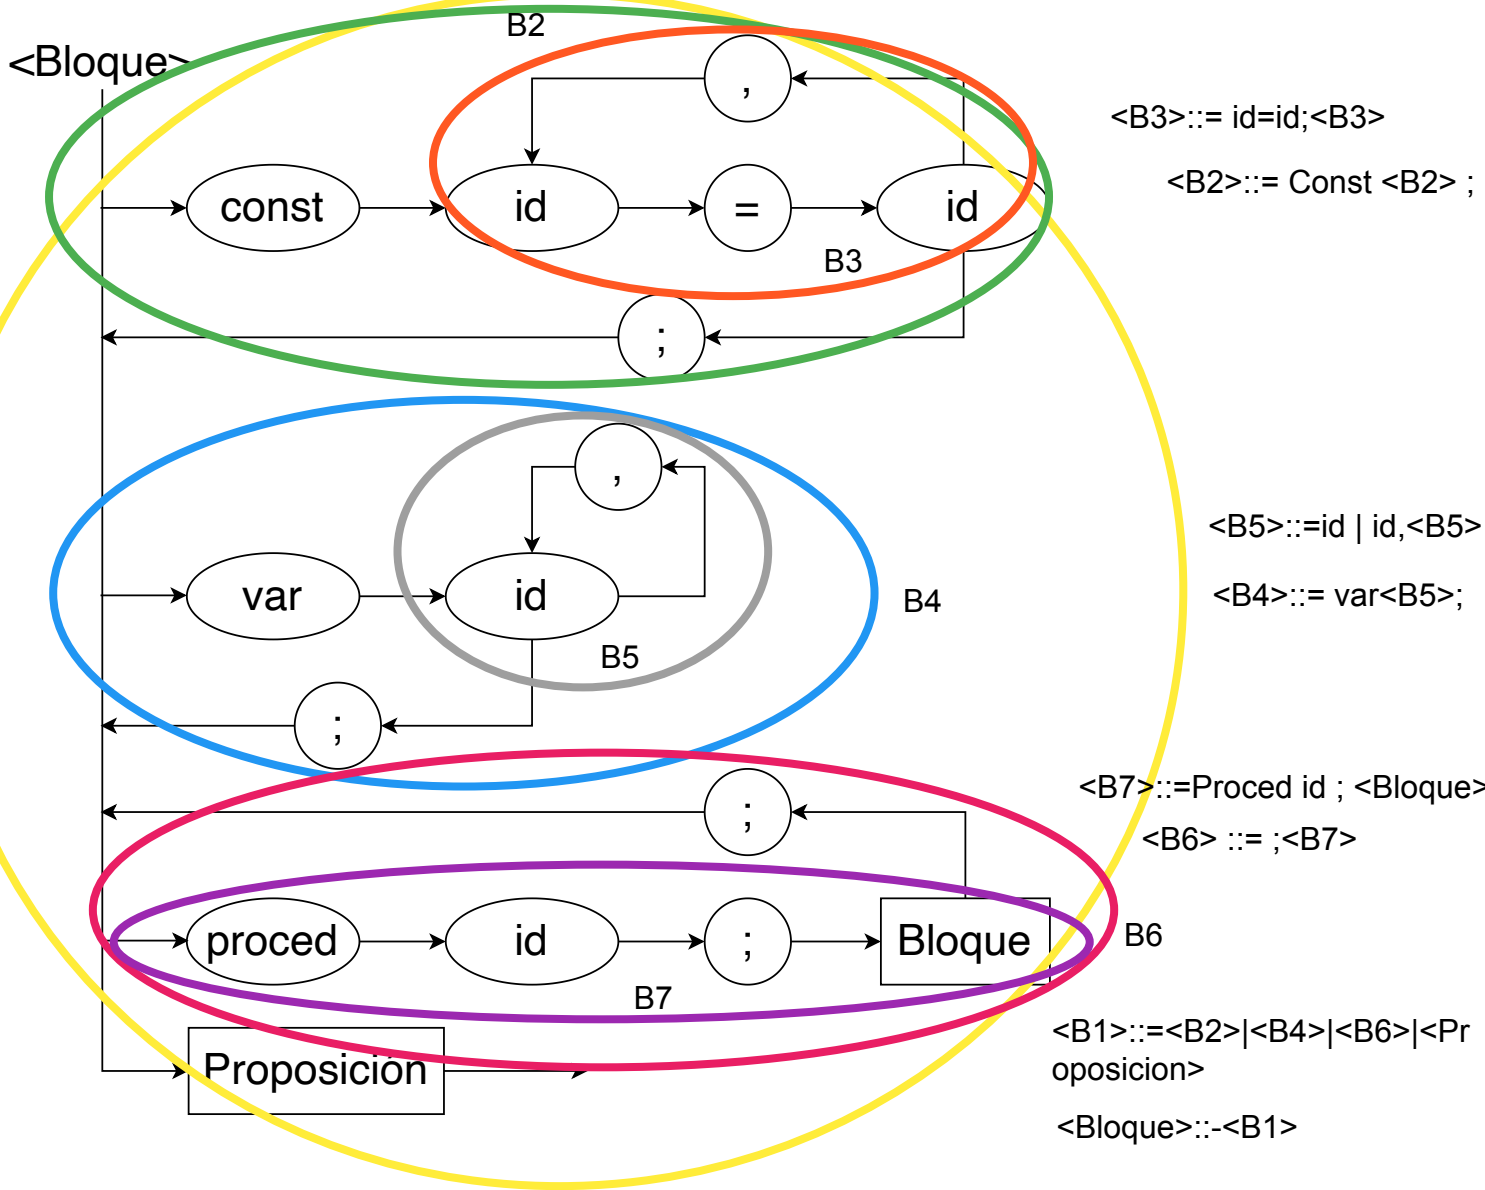 B2
<Bloque>
,
<B3>::= id=id;<B3>
const
id
=
id
<B2>::= Const <B2> ;
B3
;
,
<B5>::=id | id,<B5>
var
id
B4
<B4>::= var<B5>;
B5
;
;
<B7>::=Proced id ; <Bloque>
<B6> ::= ;<B7>
proced
id
;
Bloque
B6
B7
Proposición
<B1>::=<B2>|<B4>|<B6>|<Pr
oposicion>
<Bloque>::-<B1>